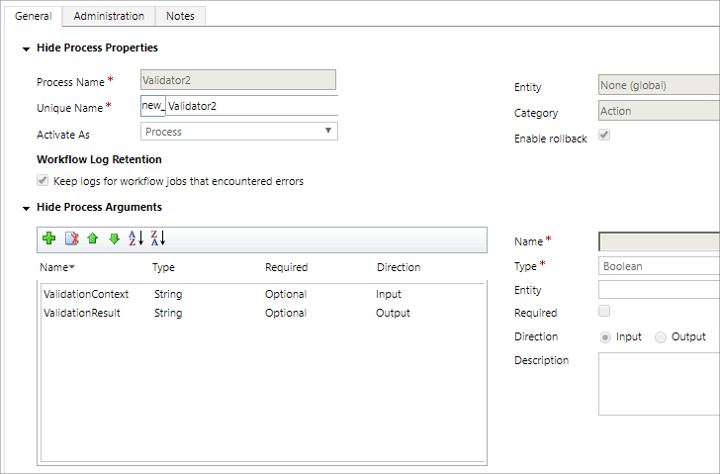 General Administration Notes
Hide Process Properties
Process Name * Validator2
Unique Name * new_ Validator2
Activate As Process
Entity None (global)
Category Action
Enable rollback
Workflow Log Retention
Keep logs for workflow jobs that encountered errors
Hide Process Arguments
A Z Z A
Name Type Required Direction
ValidationContext String Optional Input
ValidationResult String Optional Output
Name *
Type * Boolean
Entity
Required
Direction Input Output
Description